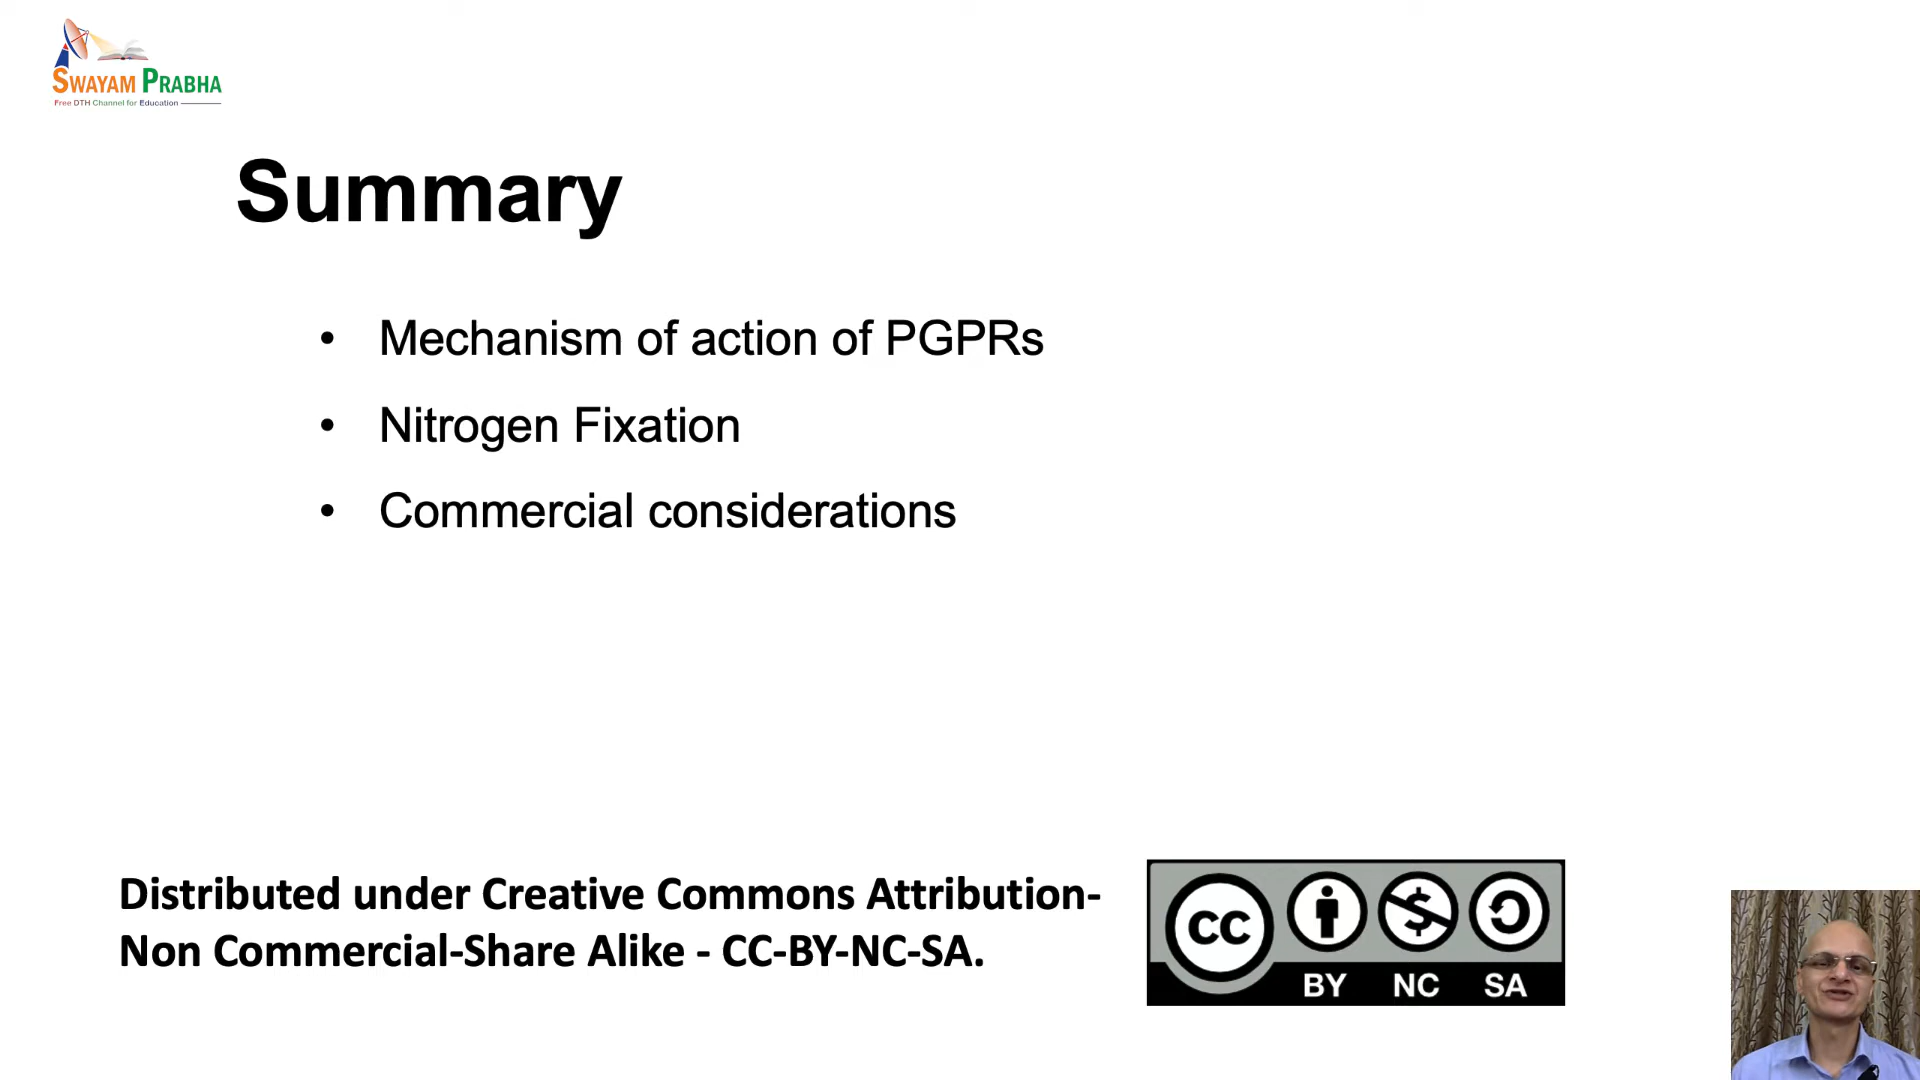 SWAYAM PRABHA
Free DTH Channel for Education
Summary
• Mechanism of action of PGPRs
• Nitrogen Fixation
• Commercial considerations
Distributed under Creative Commons Attribution-
Non Commercial-Share Alike - CC-BY-NC-SA.
cc
BY NC SA